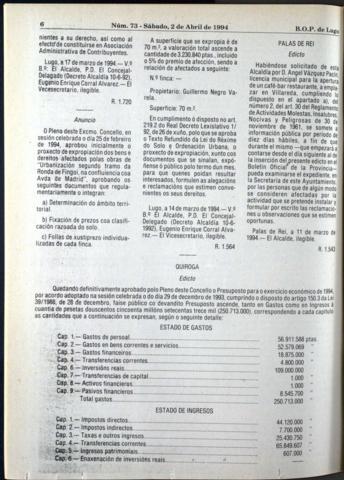 6
Núm. 73 - Sábado, 2 de Abril de 1994
B.O.P. de Lugo
nientes a su derecho, así como al
efecto de constituirse en Asociación
Administrativa de Contribuyentes.
Lugo, a 17 de marzo de 1994.— V.º
B.º El Alcalde, P.D. El Concejal-
Delegado (Decreto Alcaldía 10-6-92).
Eugenio Enrique Corral Alvarez.— El
Vicesecretario, ilegible.
R. 1.720
Anuncio
O Pleno deste Excmo. Concello, en
sesión celebrada o día 25 de febreiro
de 1994, aprobou inicialmente o
proxecto de expropiación dos bens e
dereitos afectados polas obras de
"Urbanización segundo tramo da
Ronda de Fingoi, na confluencia coa
Avda de Madrid", aprobando os
seguintes documentos que regula-
mentariamente o integran:
a) Determinación do ámbito terri-
torial.
b) Fixación de prezos coa clasifi-
cación razoada do solo.
c) Follas de xustiprezo individua-
lizadas de cada finca.
A superficie que se expropia é de
70 m.², a valoración total ascende a
cantidade de 3.230.840 ptas., incluído
o 5% do premio de afección, sendo a
relación de afectados a seguinte:
N.º finca: —
Propietario: Guillermo Negro Va-
rela.
Superficie: 70 m.².
En cumprimento ó disposto no art.
219.2 do Real Decreto Lexislativo 1/
92, de 26 de xuño, polo que se aproba
o Texto Refundido da Lei de Réxime
do Solo e Ordenación Urbana, o
proxecto de expropiación, xunto cos
documentos que se sinalan, expó-
ñense ó público polo termo dun mes,
para que queies poidan resultar
interesados, formulen as alegacións
e reclamacións que estimen conve-
nientes os seus dereitos.
Lugo, a 14 de marzo de 1994.— V.º
B.º El Alcalde, P.D. El Concejal-
Delegado (Decreto Alcaldía 10-6-
1992), Eugenio Enrique Corral Alva-
rez.— El Vicesecretario, ilegible.
R. 1.564
PALAS DE REI
Edicto
Habiéndose solicitado de esta
Alcaldía por D. Angel Vázquez Pazo,
licencia municipal para la apertura
de un café-bar restaurante, a emplazar
en Villareda, cumpliendo lo
dispuesto en el apartado a), del
número 2, del art. 30 del Reglamento
de Actividades Molestas, Insalubres,
Nocivas y Peligrosas de 30 de
noviembre de 1961, se somete a
información pública por período de
diez días hábiles, a fin de que
durante el mismo —que empezará a
contarse desde el día siguiente al de
la inserción del presente edicto en el
Boletín Oficial de la Provincia—
pueda examinarse el expediente, en
la Secretaría de este Ayuntamiento,
por las personas que de algún modo
se consideren afectadas por la
actividad que se pretende instalar y
formular por escrito las reclamacio-
nes u observaciones que se estimen
oportunas.
Palas de Rei, a 11 de marzo de
1994.— El Alcalde, ilegible.
R. 1.543
QUIROGA
Edicto
Quedando definitivamente aprobado pelo Pleno deste Concello o Presuposto para o exercicio económico de 1994,
por acordo adoptado na sesión celebrada o do día 29 de decembro de 1993, cumprindo o disposto no artigo 150.3 da Lei
39/1988, de 28 de decembro, faise público co devandito Presuposto ascende, tanto en Gastos como en Ingresos a
cuantía de pesetas douscentos cincuenta millóns setecentas trece mil (250.713.000), correspondendo a cada capítulo
as cantidades que a continuación se expresan, según o seguinte detalle:
ESTADO DE GASTOS
Cap. 1.— Gastos de persoal 56.911.588 ptas.
Cap. 2 — Gastos en bens correntes e servicios 52.579.069 "
Cap. 3 — Gastos financeiros 18.875.000 "
Cap. 4 — Transferencias correntes 4.800.000 "
Cap. 6 — Inversións reais 109.000.000 "
Cap. 7 — Transferencias de capital 1.000 "
Cap. 8 — Activos financieros 1.000 "
Cap. 9 — Pasivos financieros 8.545.700 "
Total gastos 250.713.000 "
ESTADO DE INGRESOS
Cap. 1.— Impostos directos 44.120.000 "
Cap. 2 — Impostos indirectos 7.700.000 "
Cap. 3.— Taxas e outros ingresos 25.430.750 "
Cap. 4.— Transferencias correntes 65.649.607 "
Cap. 5.— Ingresos patrimoniais 607.000 "
Cap. 6 — Enaxenación de inversións reais